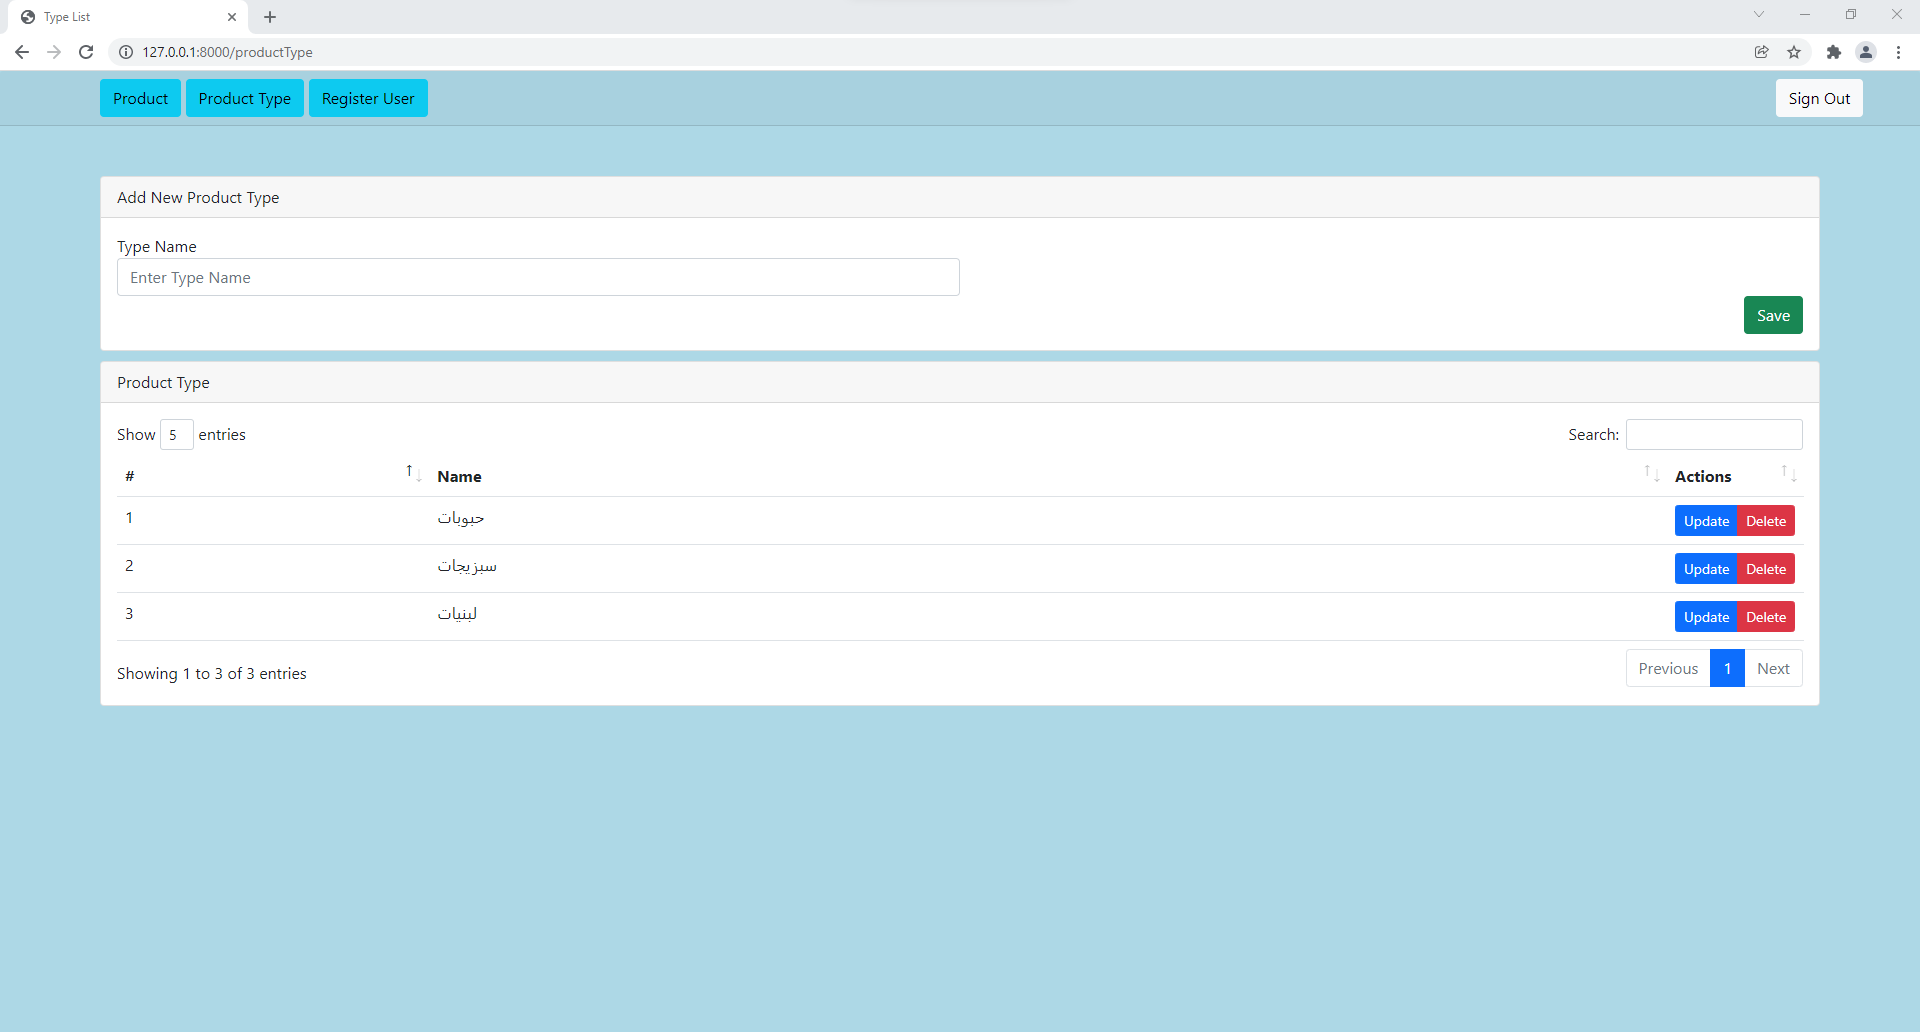 Type List
127.0.0.1:8000/productType
Product Product Type Register User Sign Out
Add New Product Type
Type Name
Enter Type Name
Save
Product Type
Show 5 entries Search:
# Name Actions
1 حبوبات Update Delete
2 سبزیجات Update Delete
3 لبنیات Update Delete
Showing 1 to 3 of 3 entries Previous 1 Next